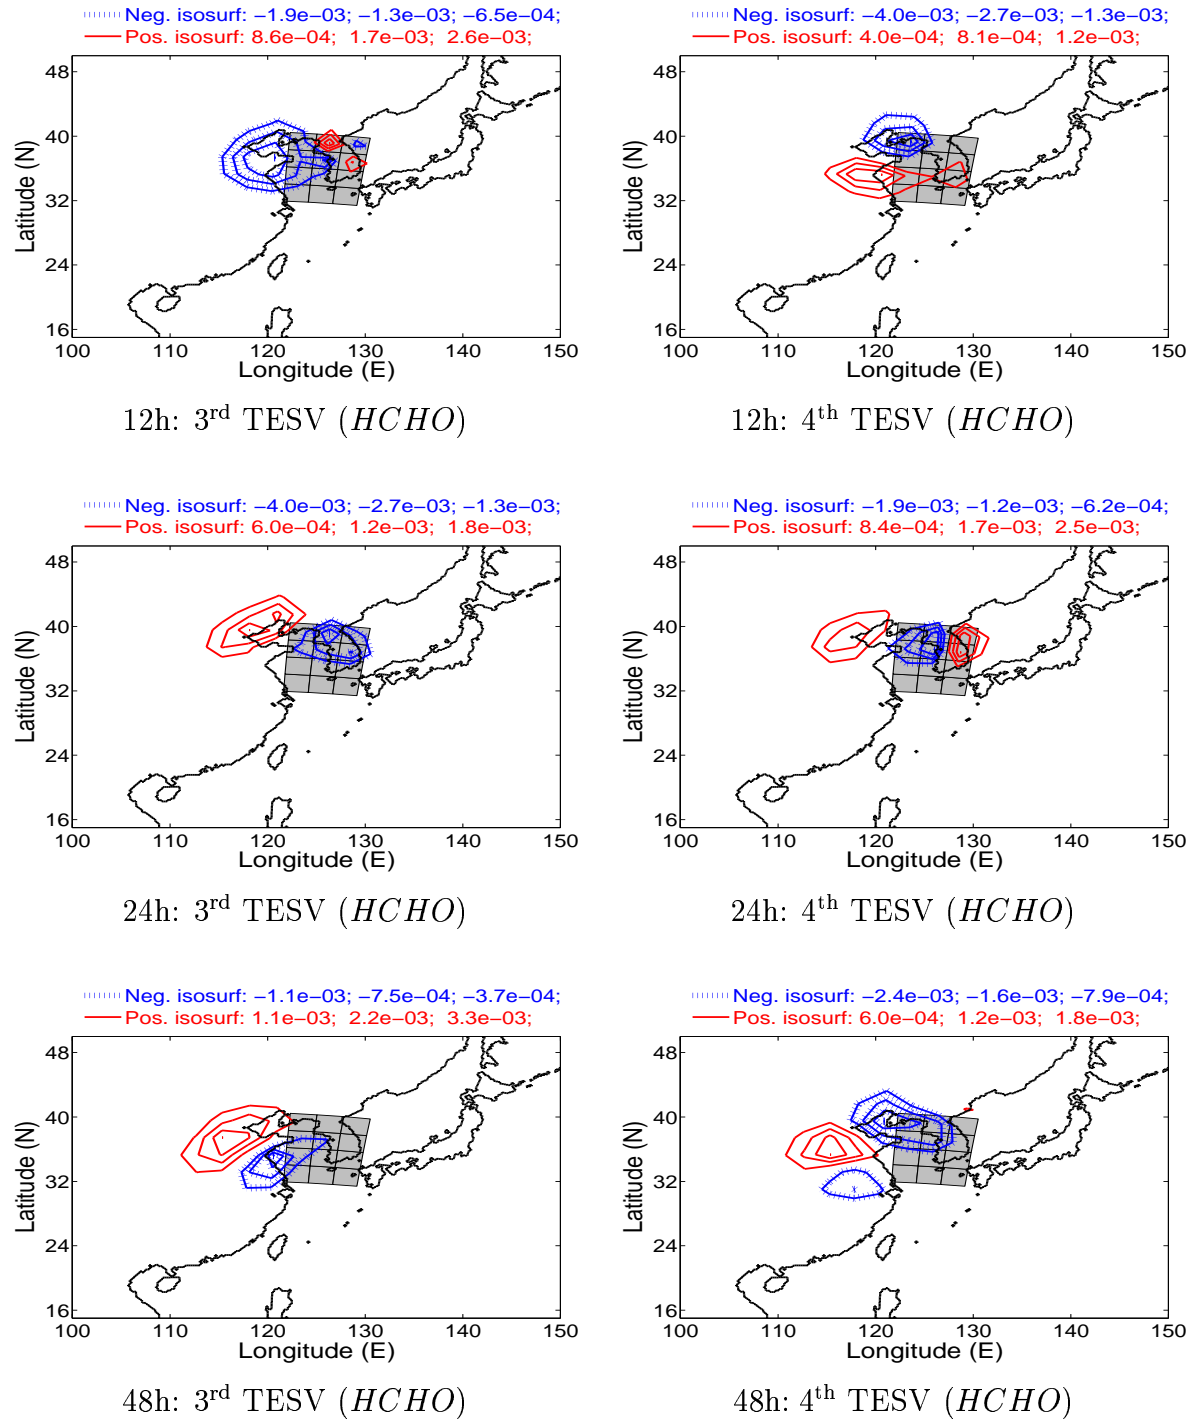 Neg. isosurf: −1.9e−03; −1.3e−03; −6.5e−04;
Pos. isosurf: 8.6e−04; 1.7e−03; 2.6e−03;
48
40
32
24
16
Latitude (N)
100 110 120 130 140 150
Longitude (E)
12h: 3rd TESV (HCHO)
Neg. isosurf: −4.0e−03; −2.7e−03; −1.3e−03;
Pos. isosurf: 4.0e−04; 8.1e−04; 1.2e−03;
48
40
32
24
16
Latitude (N)
100 110 120 130 140 150
Longitude (E)
12h: 4th TESV (HCHO)
Neg. isosurf: −4.0e−03; −2.7e−03; −1.3e−03;
Pos. isosurf: 6.0e−04; 1.2e−03; 1.8e−03;
48
40
32
24
16
Latitude (N)
100 110 120 130 140 150
Longitude (E)
24h: 3rd TESV (HCHO)
Neg. isosurf: −1.9e−03; −1.2e−03; −6.2e−04;
Pos. isosurf: 8.4e−04; 1.7e−03; 2.5e−03;
48
40
32
24
16
Latitude (N)
100 110 120 130 140 150
Longitude (E)
24h: 4th TESV (HCHO)
Neg. isosurf: −1.1e−03; −7.5e−04; −3.7e−04;
Pos. isosurf: 1.1e−03; 2.2e−03; 3.3e−03;
48
40
32
24
16
Latitude (N)
100 110 120 130 140 150
Longitude (E)
48h: 3rd TESV (HCHO)
Neg. isosurf: −2.4e−03; −1.6e−03; −7.9e−04;
Pos. isosurf: 6.0e−04; 1.2e−03; 1.8e−03;
48
40
32
24
16
Latitude (N)
100 110 120 130 140 150
Longitude (E)
48h: 4th TESV (HCHO)